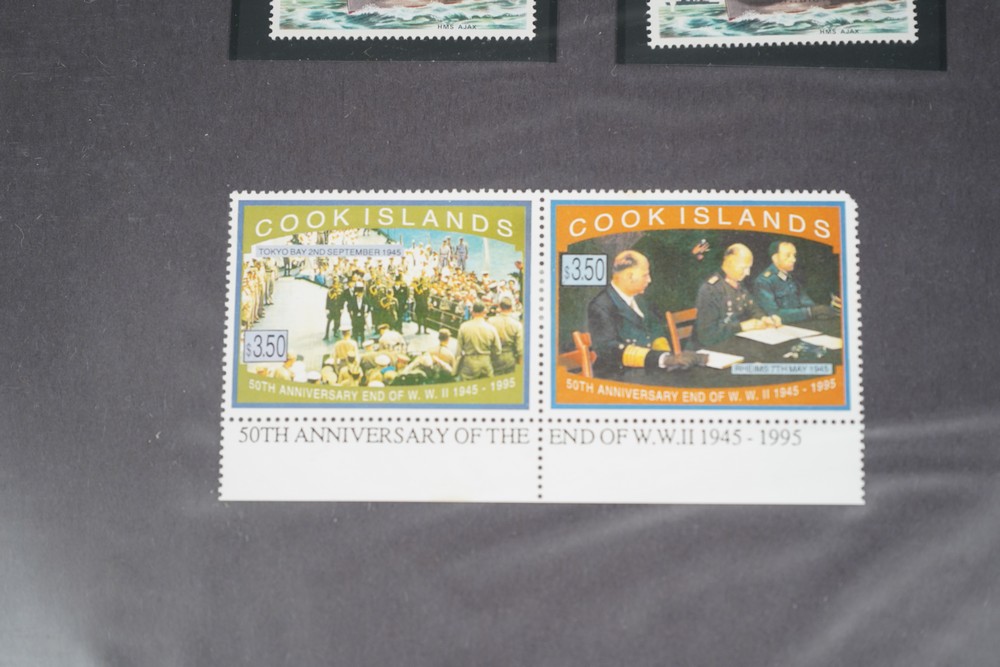 HMS AJAX
HMS AJAX
COOK ISLANDS
TOKYO BAY 2ND SEPTEMBER 1945
$3.50
50TH ANNIVERSARY END OF W. W. II 1945 - 1995
COOK ISLANDS
$3.50
RHEIMS 7TH MAY 1945
50TH ANNIVERSARY END OF W. W. II 1945 - 1995
50TH ANNIVERSARY OF THE END OF W.W.II 1945 - 1995